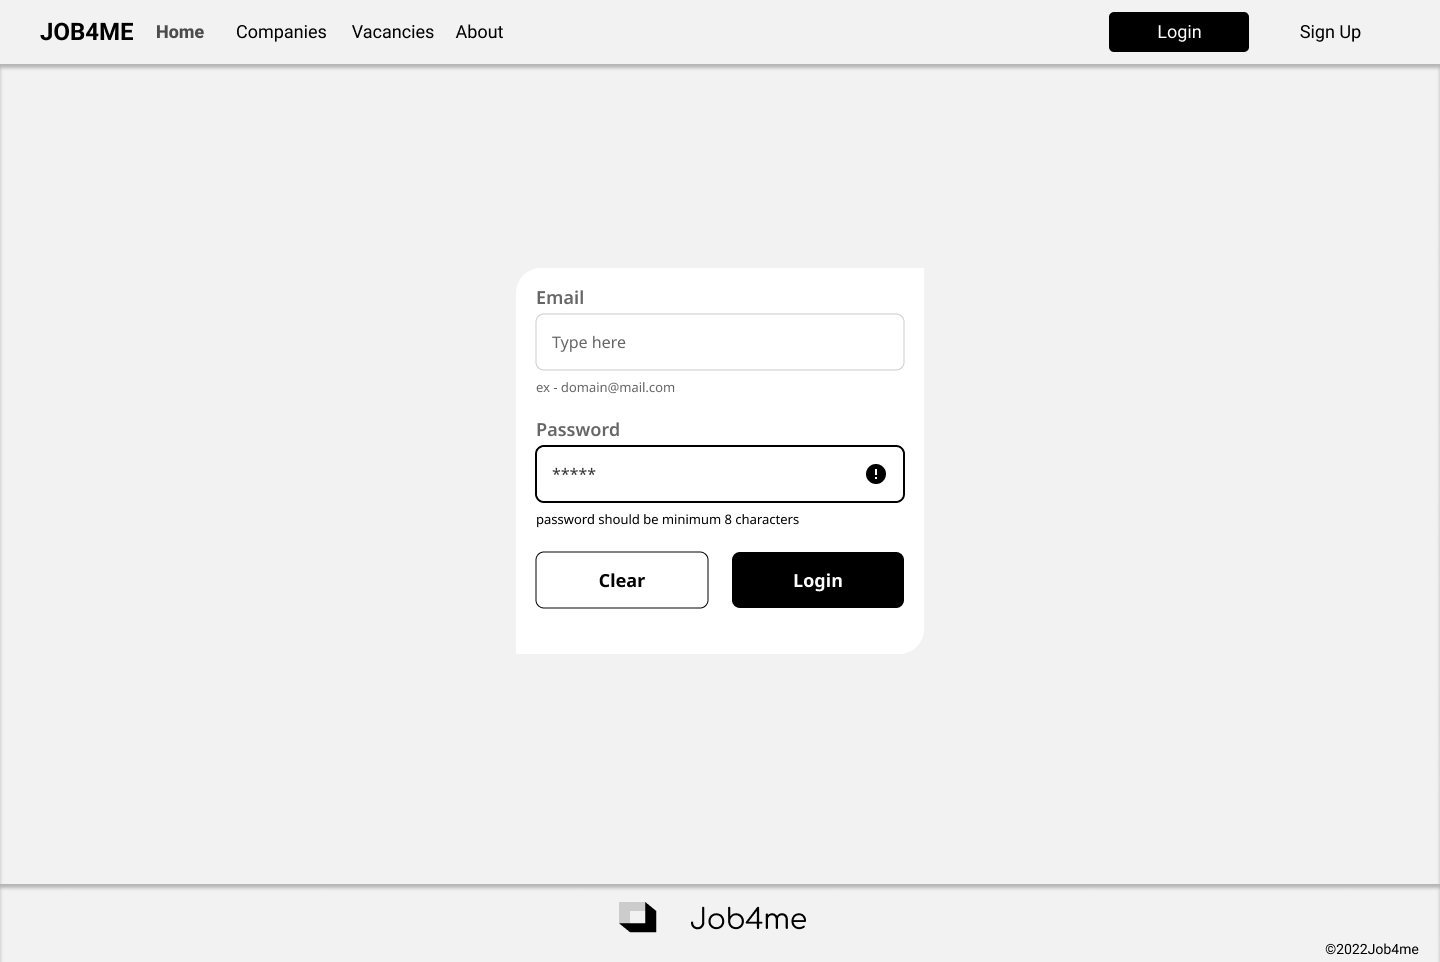 JOB4ME Home Companies Vacancies About Login Sign Up
Email
Type here
ex - domain@mail.com
Password
*****
password should be minimum 8 characters
Clear Login
Job4me
©2022Job4me